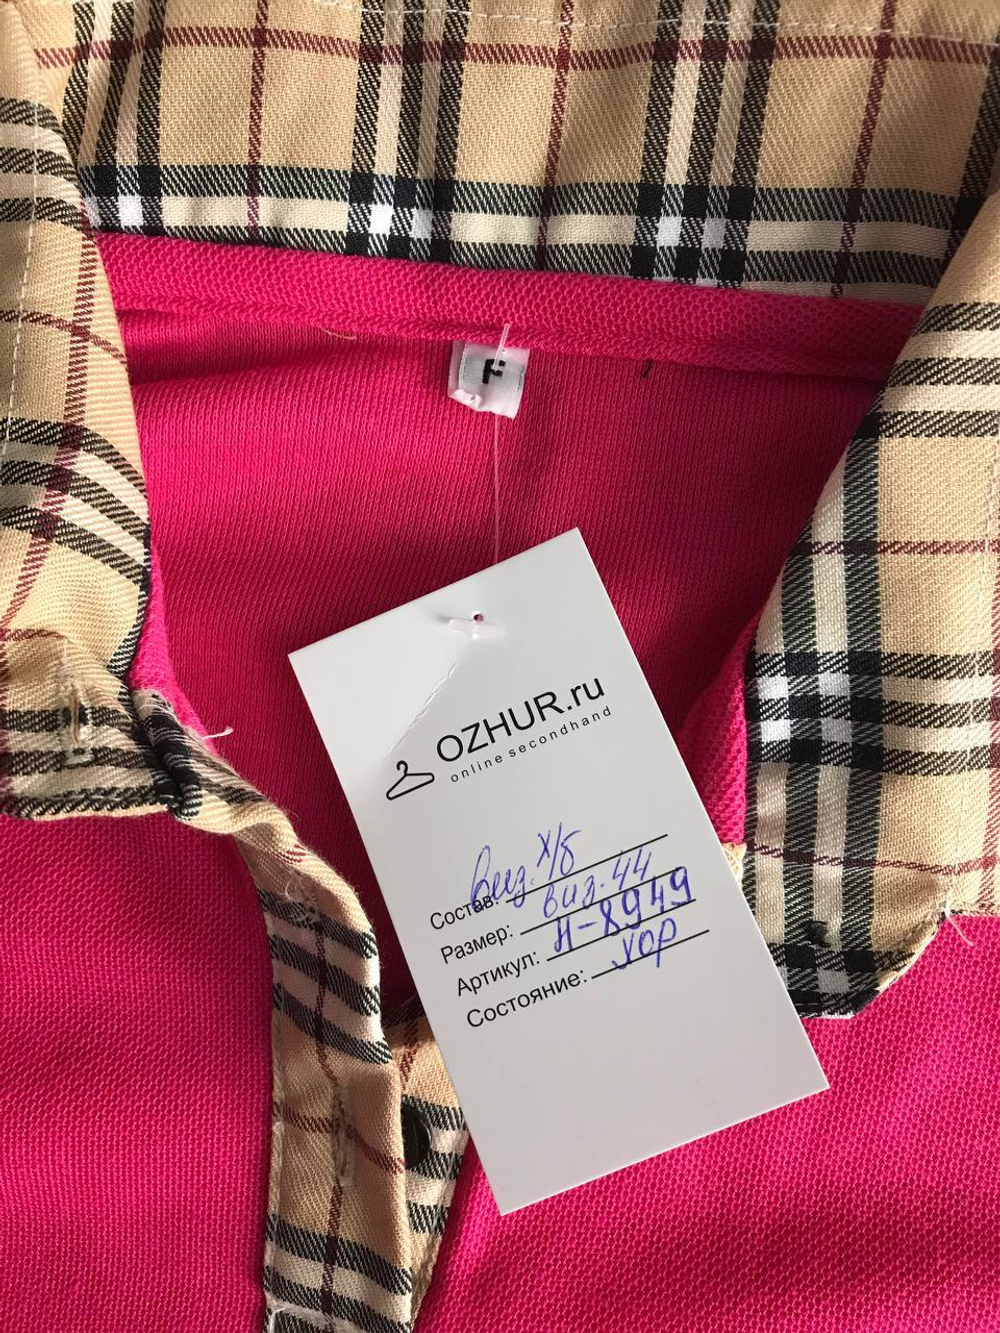 F
OZHUR.ru
online secondhand
Состав: виз. х/б
Размер: виз. 44
Артикул: Н-8949
Состояние: хор